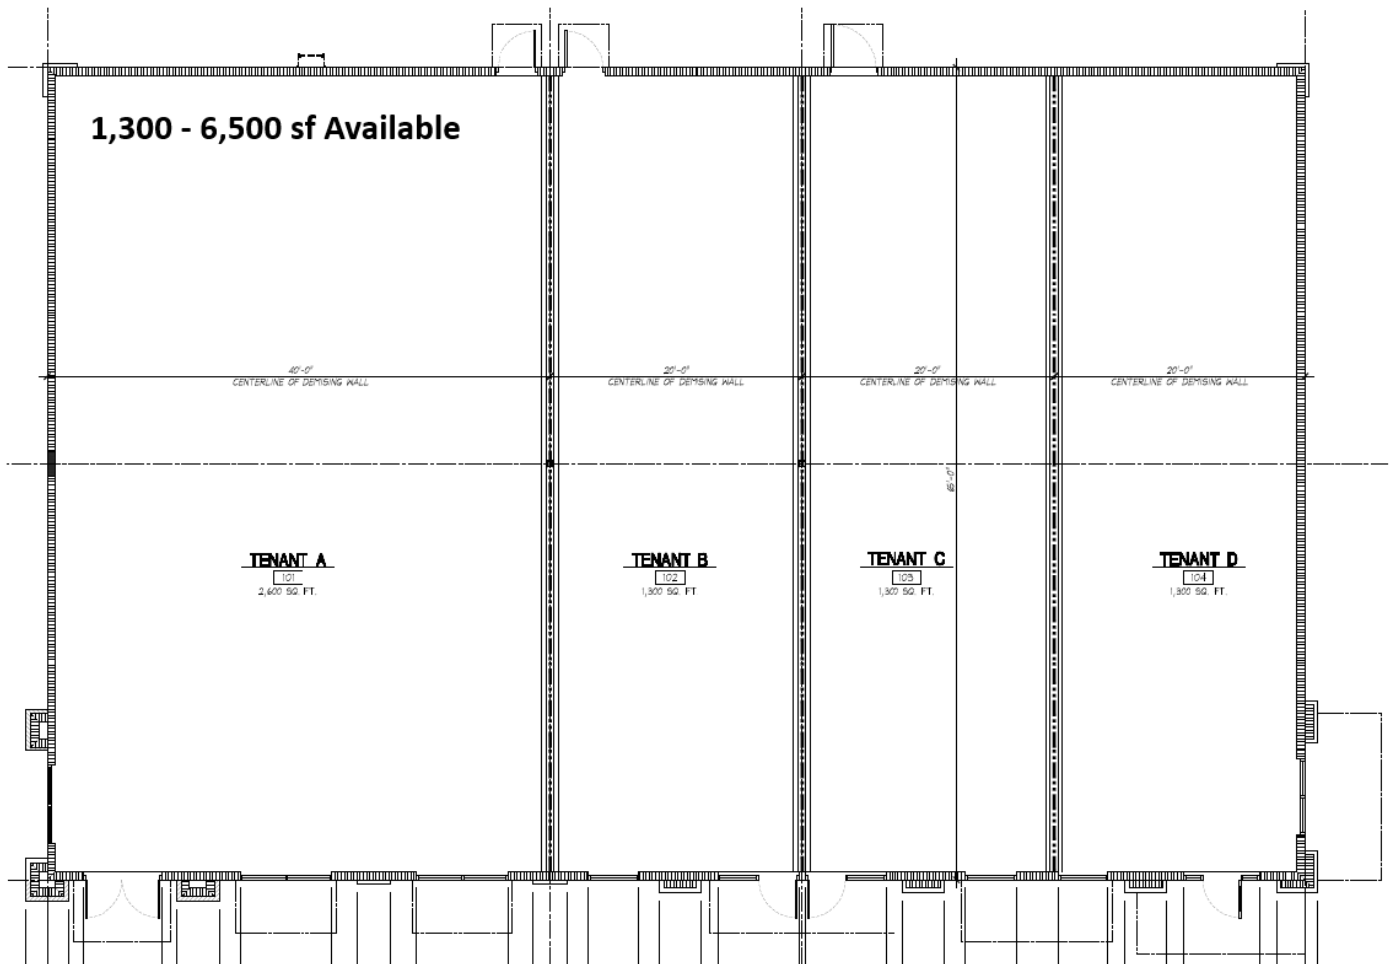 1,300 - 6,500 sf Available
40'-0"
CENTERLINE OF DEMISING WALL
20'-0"
CENTERLINE OF DEMISING WALL
20'-0"
CENTERLINE OF DEMISING WALL
20'-0"
CENTERLINE OF DEMISING WALL
65'-0"
TENANT A
101
2,600 SQ. FT.
TENANT B
102
1,300 SQ. FT.
TENANT C
103
1,300 SQ. FT.
TENANT D
104
1,300 SQ. FT.